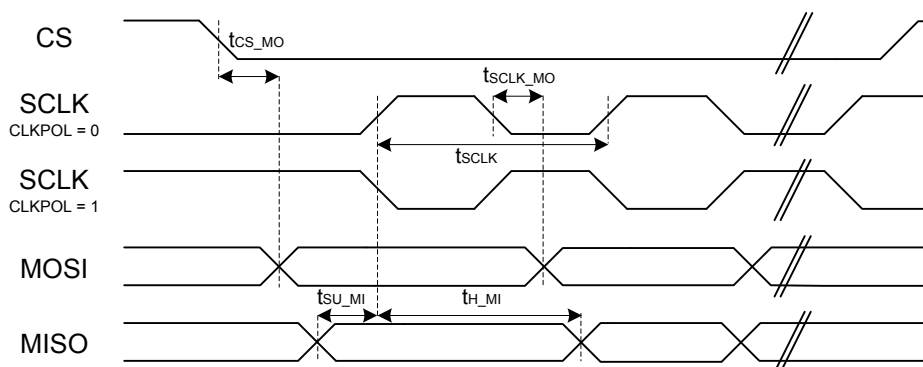 CS
tCS_MO
SCLK
CLKPOL = 0
tSCLK_MO
tSCLK
SCLK
CLKPOL = 1
MOSI
tSU_MI
tH_MI
MISO